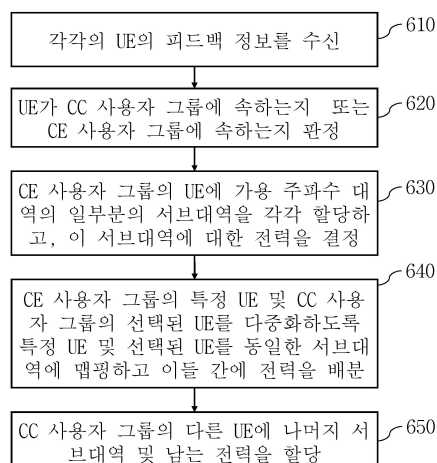 각각의 UE의 피드백 정보를 수신
610
UE가 CC 사용자 그룹에 속하는지 또는
CE 사용자 그룹에 속하는지 판정
620
CE 사용자 그룹의 UE에 가용 주파수 대
역의 일부분의 서브대역을 각각 할당하
고, 이 서브대역에 대한 전력을 결정
630
CE 사용자 그룹의 특정 UE 및 CC 사용
자 그룹의 선택된 UE를 다중화하도록
특정 UE 및 선택된 UE를 동일한 서브대
역에 맵핑하고 이들 간에 전력을 배분
640
CC 사용자 그룹의 다른 UE에 나머지 서
브대역 및 남는 전력을 할당
650